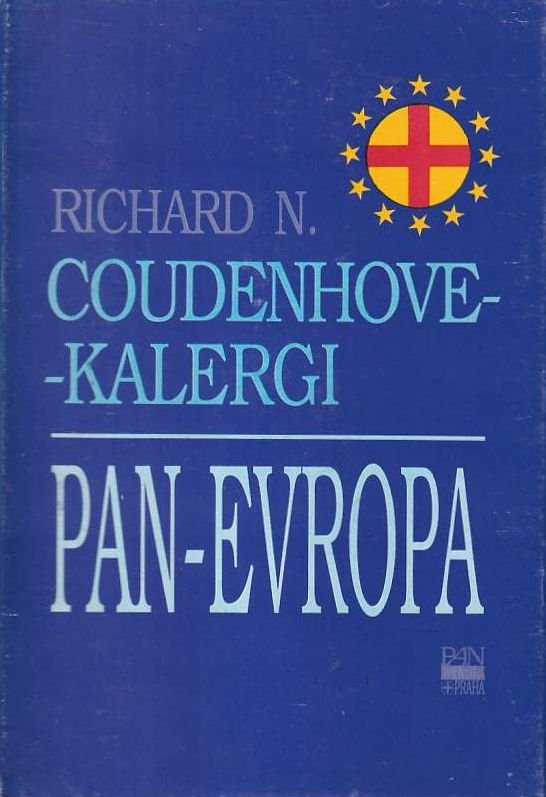 RICHARD N.
COUDENHOVE-
-KALERGI
PAN-EVROPA
PAN
PRAHA